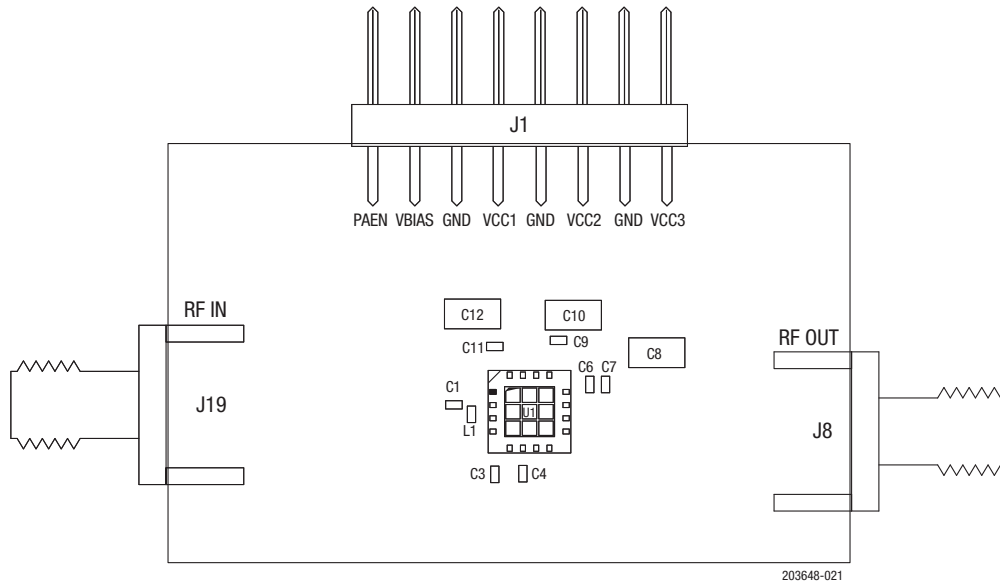 J1
PAEN VBIAS GND VCC1 GND VCC2 GND VCC3
RF IN
C12
C10
C11
C9
C8
RF OUT
C6 C7
C1
L1
U1
J19
J8
C3
C4
203648-021